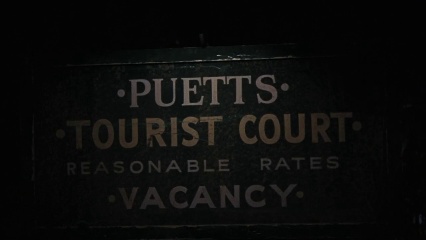 ·PUETTS·
·TOURIST COURT·
REASONABLE RATES
·VACANCY·